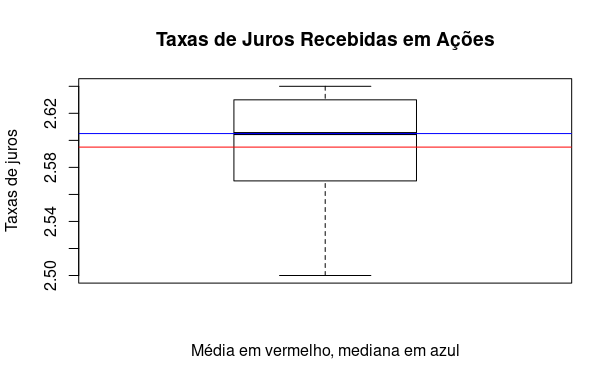 Taxas de Juros Recebidas em Ações
Taxas de juros
2.62
2.58
2.54
2.50
Média em vermelho, mediana em azul